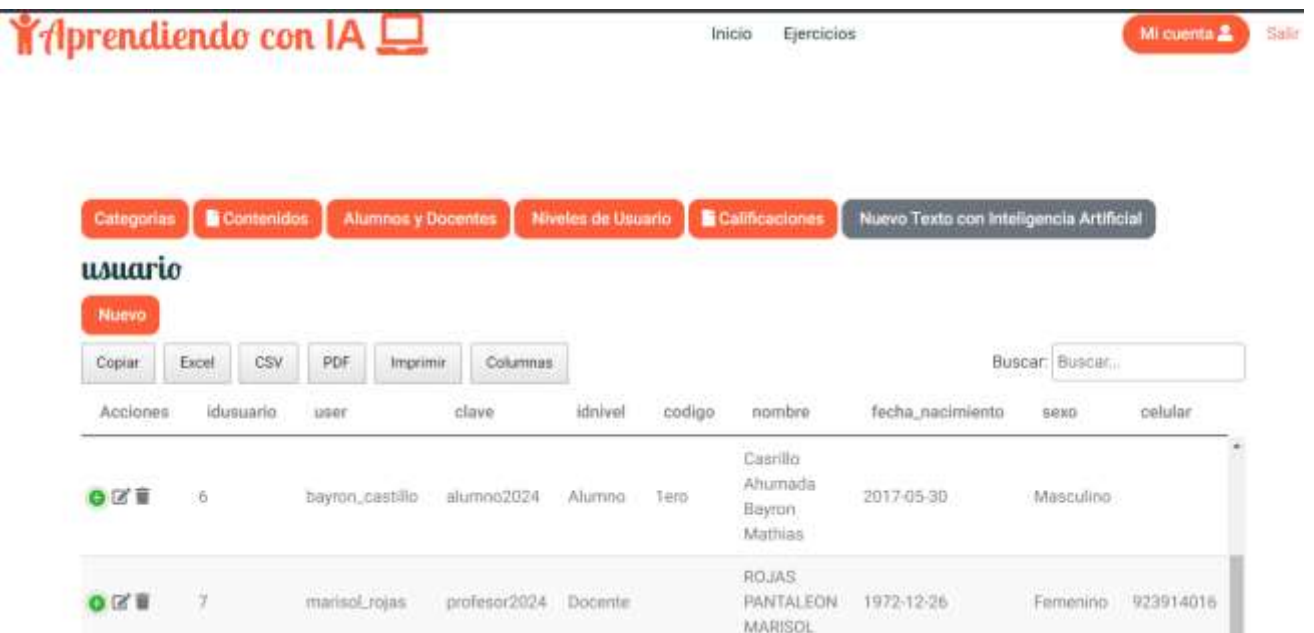 Aprendiendo con IA
Inicio Ejercicios Mi cuenta Salir
Categorias Contenidos Alumnos y Docentes Niveles de Usuario Calificaciones Nuevo Texto con Inteligencia Artificial
usuario
Nuevo
Copiar Excel CSV PDF Imprimir Columnas Buscar: Buscar...
Acciones idusuario user clave idnivel codigo nombre fecha_nacimiento sexo celular
Casrillo
Ahumada
6 bayron_castillo alumno2024 Alumno 1ero Bayron 2017-05-30 Masculino
Mathias
ROJAS
7 marisol_rojas profesor2024 Docente PANTALEON 1972-12-26 Femenino 923914016
MARISOL